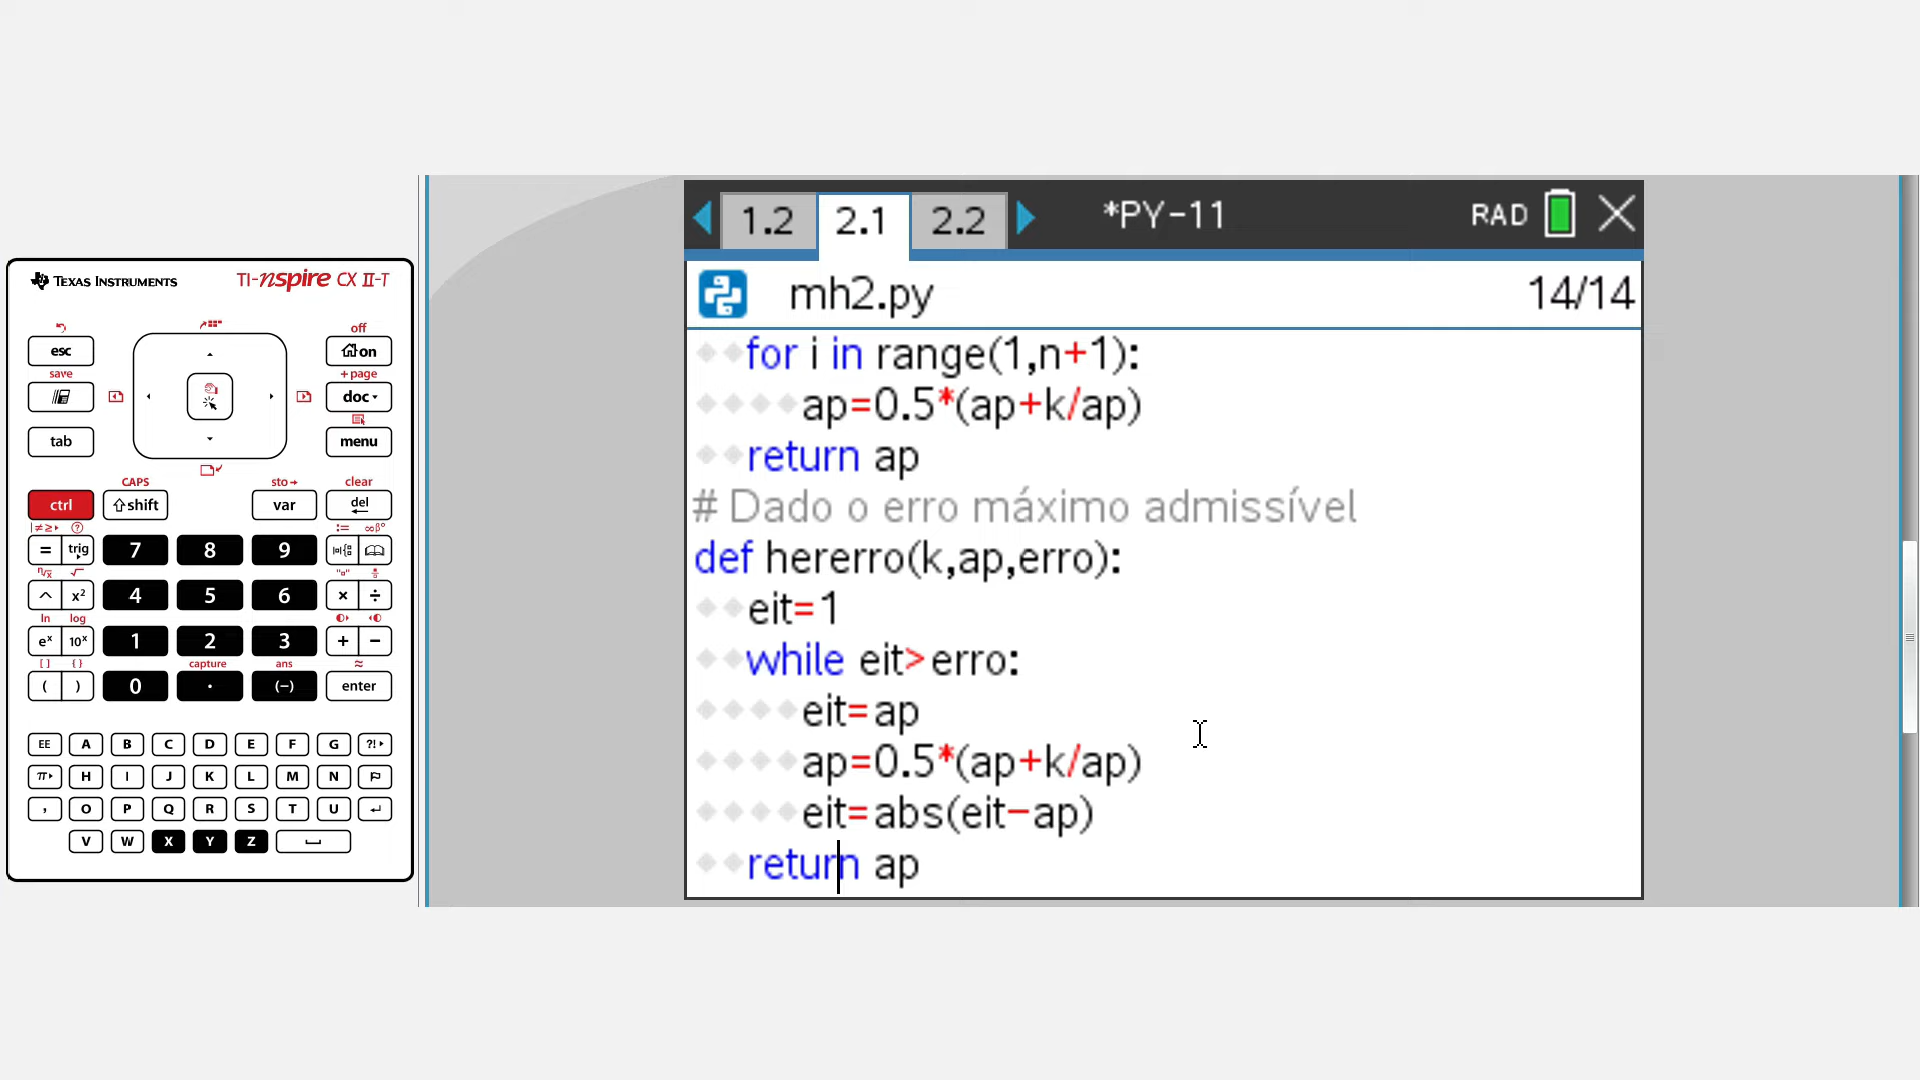 1.2 2.1 2.2 *PY-11 RAD
mh2.py 14/14
for i in range(1,n+1):
ap=0.5*(ap+k/ap)
return ap
# Dado o erro máximo admissível
def hererro(k,ap,erro):
eit=1
while eit>erro:
eit=ap
ap=0.5*(ap+k/ap)
eit=abs(eit-ap)
return ap
TEXAS INSTRUMENTS TI-nspire CX II-T
off
esc on
save + page
doc
tab menu
CAPS sto→ clear
ctrl shift var del
= trig 7 8 9
"□"
^ x² 4 5 6 × ÷
ln log
eˣ 10ˣ 1 2 3 + −
[ ] { } capture ans ≈
( ) 0 . (−) enter
EE A B C D E F G ?!
π H I J K L M N
, O P Q R S T U
V W X Y Z